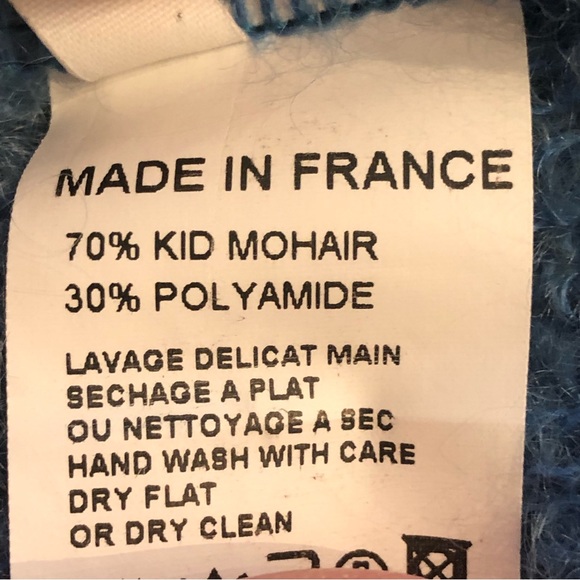 MADE IN FRANCE
70% KID MOHAIR
30% POLYAMIDE
LAVAGE DELICAT MAIN
SECHAGE A PLAT
OU NETTOYAGE A SEC
HAND WASH WITH CARE
DRY FLAT
OR DRY CLEAN